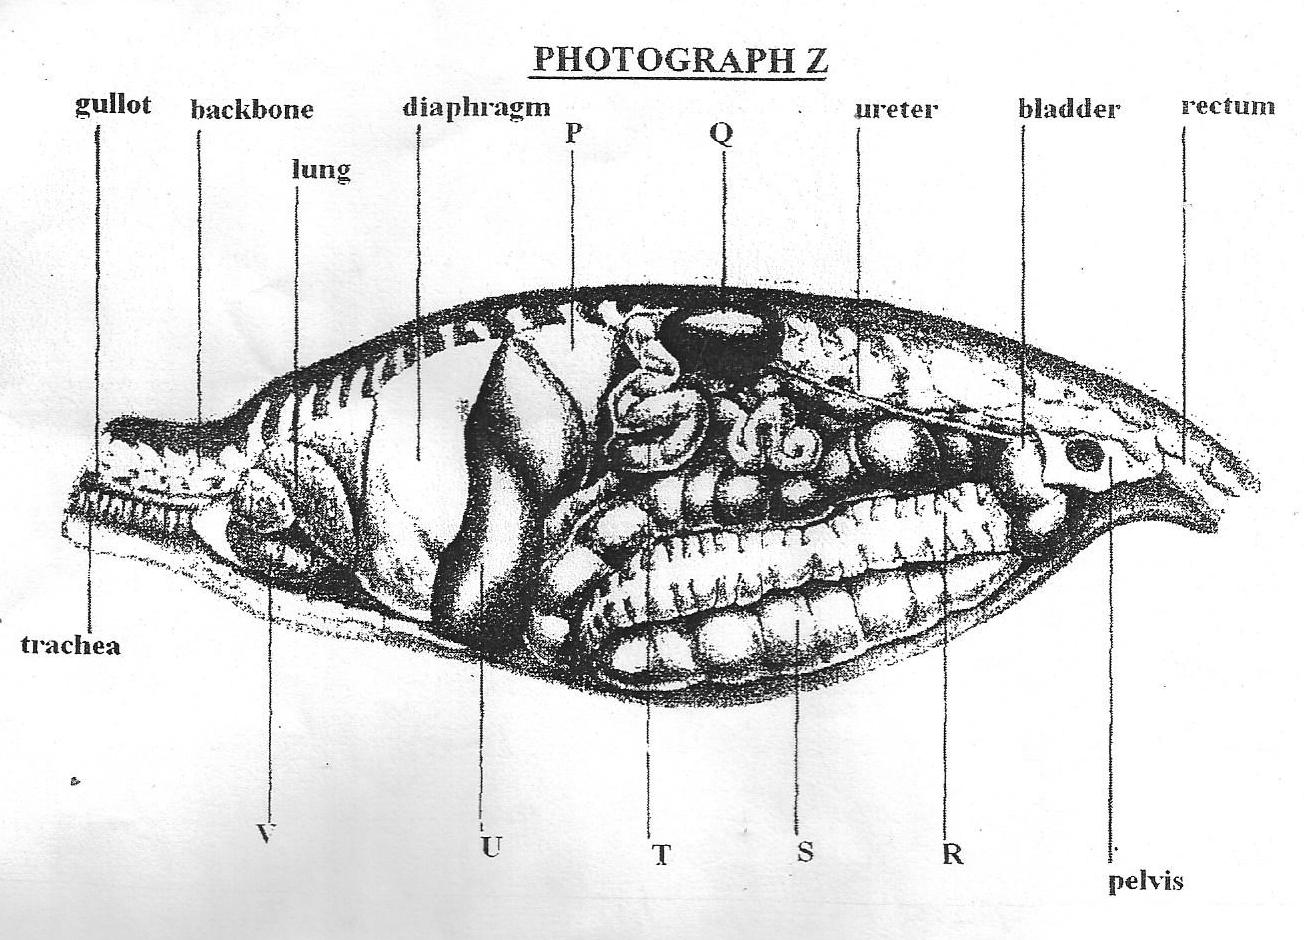 PHOTOGRAPH Z
gullot backbone diaphragm ureter bladder rectum
P Q
lung
trachea
V U T S R
pelvis